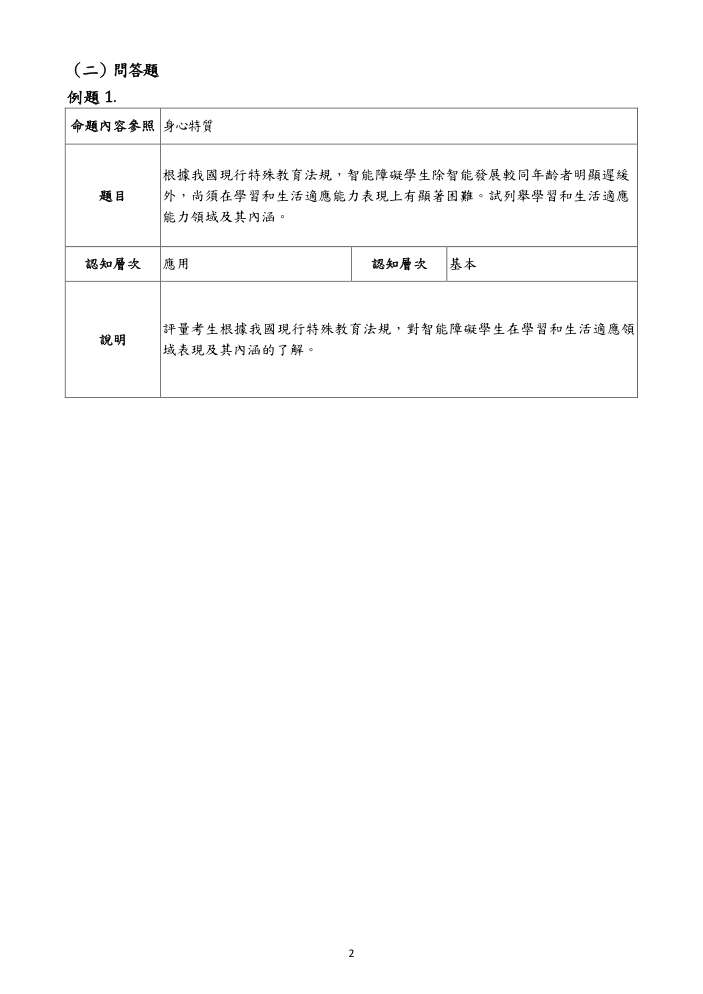 （二）問答題
例題 1.
命題內容參照 身心特質
題目 根據我國現行特殊教育法規，智能障礙學生除智能發展較同年齡者明顯遲緩
外，尚須在學習和生活適應能力表現上有顯著困難。試列舉學習和生活適應
能力領域及其內涵。
認知層次 應用 認知層次 基本
說明 評量考生根據我國現行特殊教育法規，對智能障礙學生在學習和生活適應領
域表現及其內涵的了解。
2